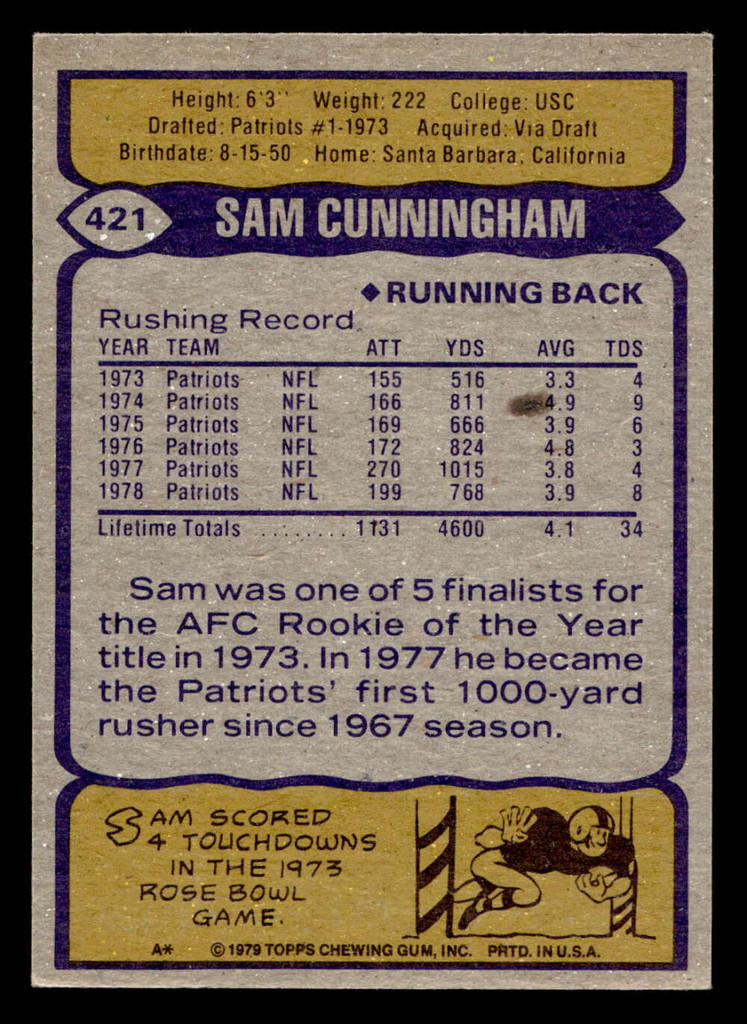 Height: 6'3'' Weight: 222 College: USC
Drafted: Patriots #1-1973 Acquired: Via Draft
Birthdate: 8-15-50 Home: Santa Barbara, California
421 SAM CUNNINGHAM
◆RUNNING BACK
Rushing Record
YEAR TEAM ATT YDS AVG TDS
1973 Patriots NFL 155 516 3.3 4
1974 Patriots NFL 166 811 4.9 9
1975 Patriots NFL 169 666 3.9 6
1976 Patriots NFL 172 824 4.8 3
1977 Patriots NFL 270 1015 3.8 4
1978 Patriots NFL 199 768 3.9 8
Lifetime Totals ........ 1131 4600 4.1 34
Sam was one of 5 finalists for
the AFC Rookie of the Year
title in 1973. In 1977 he became
the Patriots' first 1000-yard
rusher since 1967 season.
SAM SCORED
4 TOUCHDOWNS
IN THE 1973
ROSE BOWL
GAME.
A* © 1979 TOPPS CHEWING GUM, INC. PRTD. IN U.S.A.